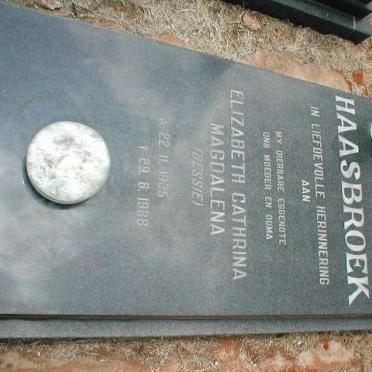 HAASBROEK
IN LIEFDEVOLLE HERINNERING
AAN
MY DIERBARE EGGENOTE
ONS MOEDER EN OUMA
ELIZABETH CATHRINA
MAGDALENA
(BESSIE)
☆ 22. 11. 1935
† 29. 8. 1988